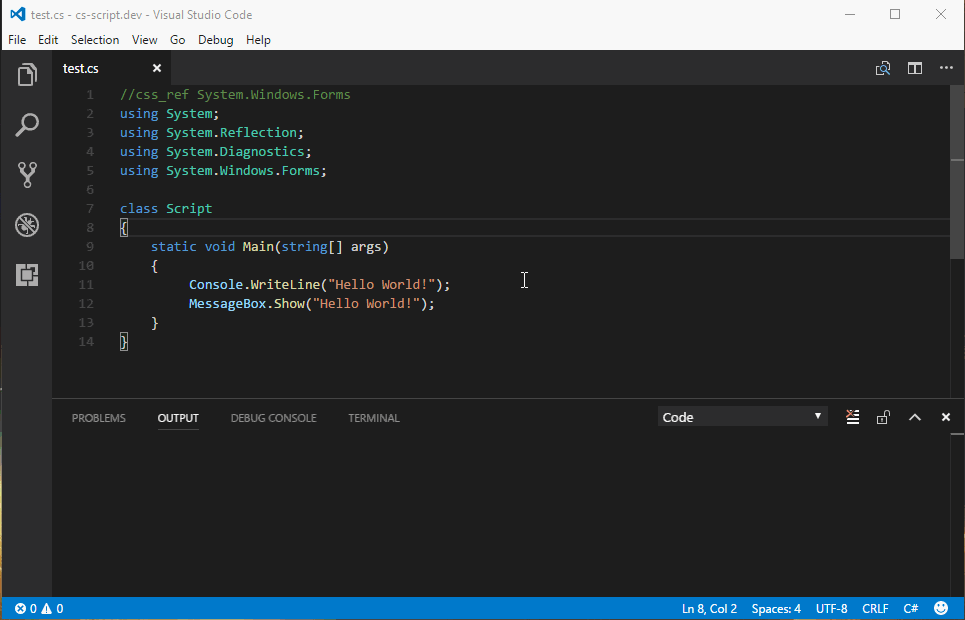 test.cs - cs-script.dev - Visual Studio Code
File Edit Selection View Go Debug Help
test.cs
1 //css_ref System.Windows.Forms
2 using System;
3 using System.Reflection;
4 using System.Diagnostics;
5 using System.Windows.Forms;
6
7 class Script
8 {
9     static void Main(string[] args)
10     {
11          Console.WriteLine("Hello World!");
12          MessageBox.Show("Hello World!");
13     }
14 }
PROBLEMS OUTPUT DEBUG CONSOLE TERMINAL Code
0 0 Ln 8, Col 2 Spaces: 4 UTF-8 CRLF C#